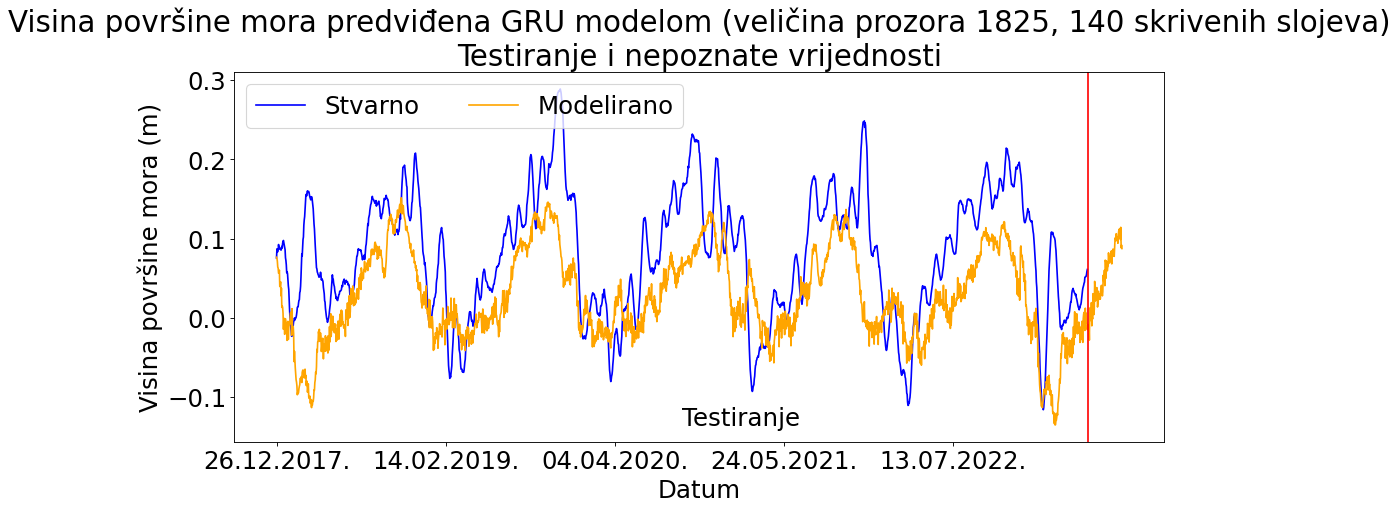 Visina površine mora predviđena GRU modelom (veličina prozora 1825, 140 skrivenih slojeva)
Testiranje i nepoznate vrijednosti
Stvarno
Modelirano
Visina površine mora (m)
0.3
0.2
0.1
0.0
−0.1
Testiranje
26.12.2017.
14.02.2019.
04.04.2020.
24.05.2021.
13.07.2022.
Datum